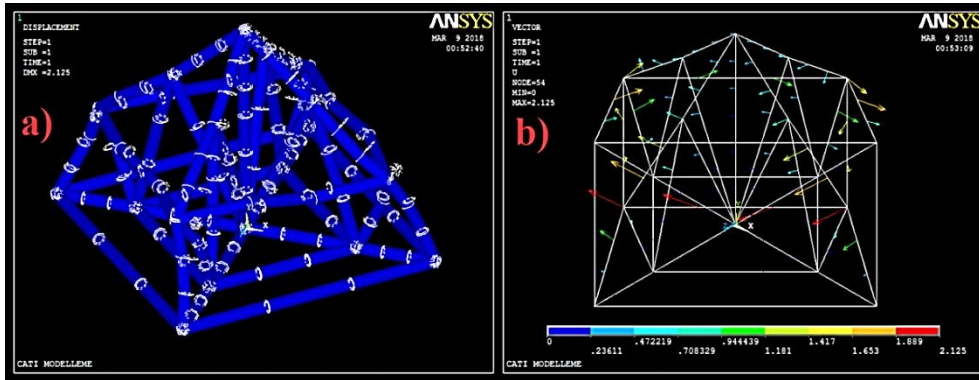 1
ANSYS
DISPLACEMENT
MAR 9 2018
STEP=1
00:52:40
SUB =1
TIME=1
DMX =2.125
a)
X
CATI MODELLEME
1
ANSYS
VECTOR
MAR 9 2018
STEP=1
00:53:09
SUB =1
TIME=1
U
NODE=54
MIN=0
MAX=2.125
b)
X
0
.23611
.472219
.708329
.944439
1.181
1.417
1.653
1.889
2.125
CATI MODELLEME